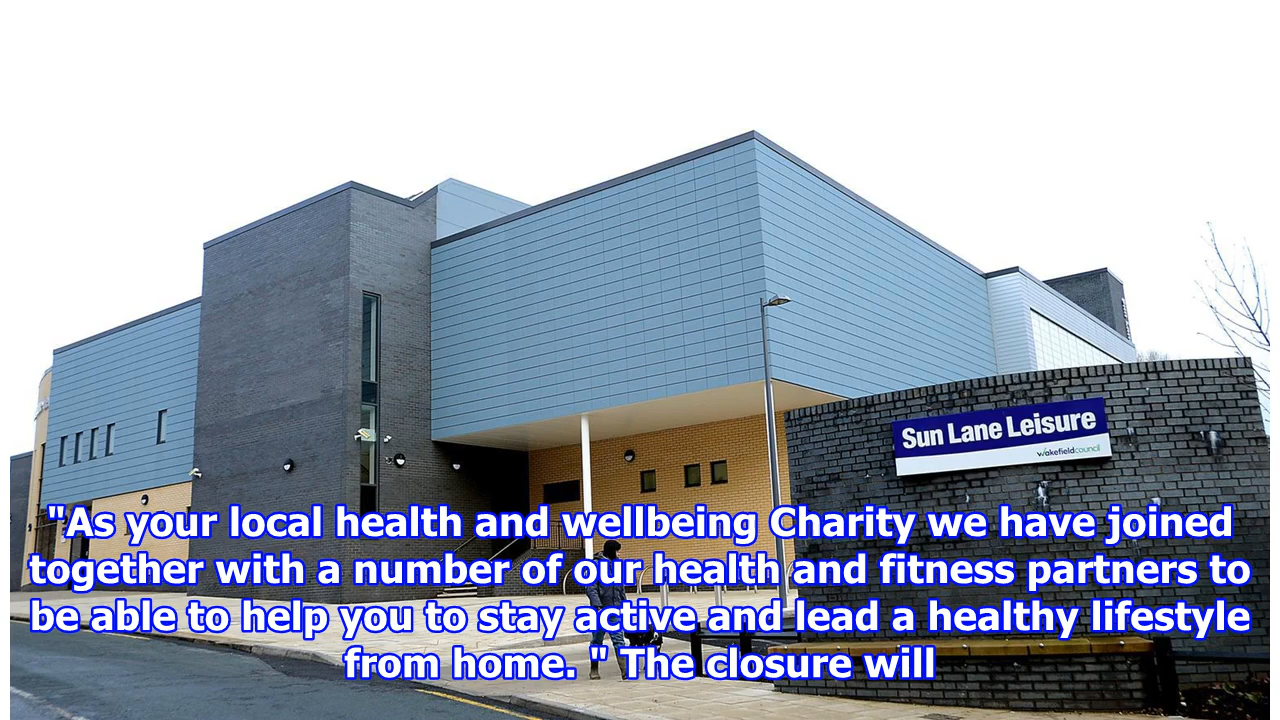 Sun Lane Leisure
wakefieldcouncil
"As your local health and wellbeing Charity we have joined
together with a number of our health and fitness partners to
be able to help you to stay active and lead a healthy lifestyle
from home. " The closure will